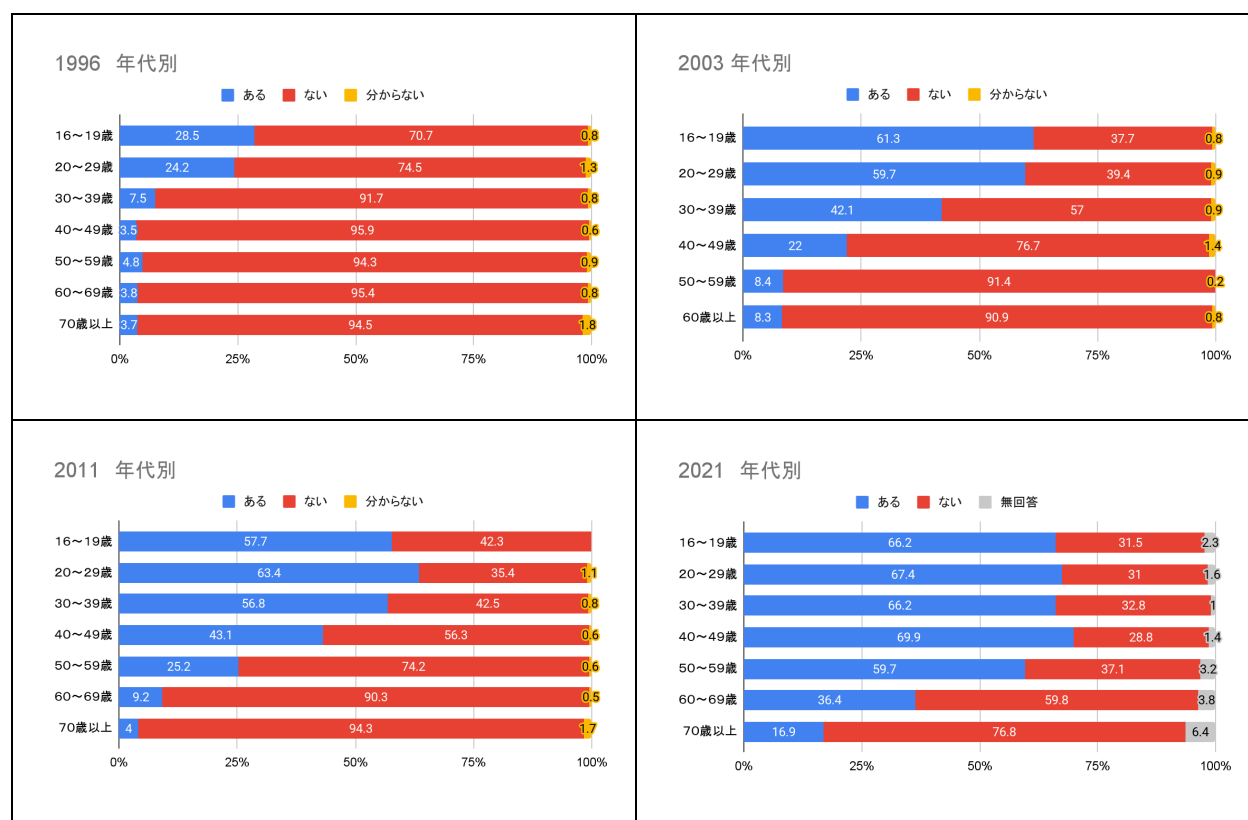 1996 年代別
ある ない 分からない
16～19歳 28.5 70.7 0.8
20～29歳 24.2 74.5 1.3
30～39歳 7.5 91.7 0.8
40～49歳 3.5 95.9 0.6
50～59歳 4.8 94.3 0.9
60～69歳 3.8 95.4 0.8
70歳以上 3.7 94.5 1.8
0% 25% 50% 75% 100%
2003 年代別
ある ない 分からない
16～19歳 61.3 37.7 0.8
20～29歳 59.7 39.4 0.9
30～39歳 42.1 57 0.9
40～49歳 22 76.7 1.4
50～59歳 8.4 91.4 0.2
60歳以上 8.3 90.9 0.8
0% 25% 50% 75% 100%
2011 年代別
ある ない 分からない
16～19歳 57.7 42.3
20～29歳 63.4 35.4 1.1
30～39歳 56.8 42.5 0.8
40～49歳 43.1 56.3 0.6
50～59歳 25.2 74.2 0.6
60～69歳 9.2 90.3 0.5
70歳以上 4 94.3 1.7
0% 25% 50% 75% 100%
2021 年代別
ある ない 無回答
16～19歳 66.2 31.5 2.3
20～29歳 67.4 31 1.6
30～39歳 66.2 32.8 1
40～49歳 69.9 28.8 1.4
50～59歳 59.7 37.1 3.2
60～69歳 36.4 59.8 3.8
70歳以上 16.9 76.8 6.4
0% 25% 50% 75% 100%